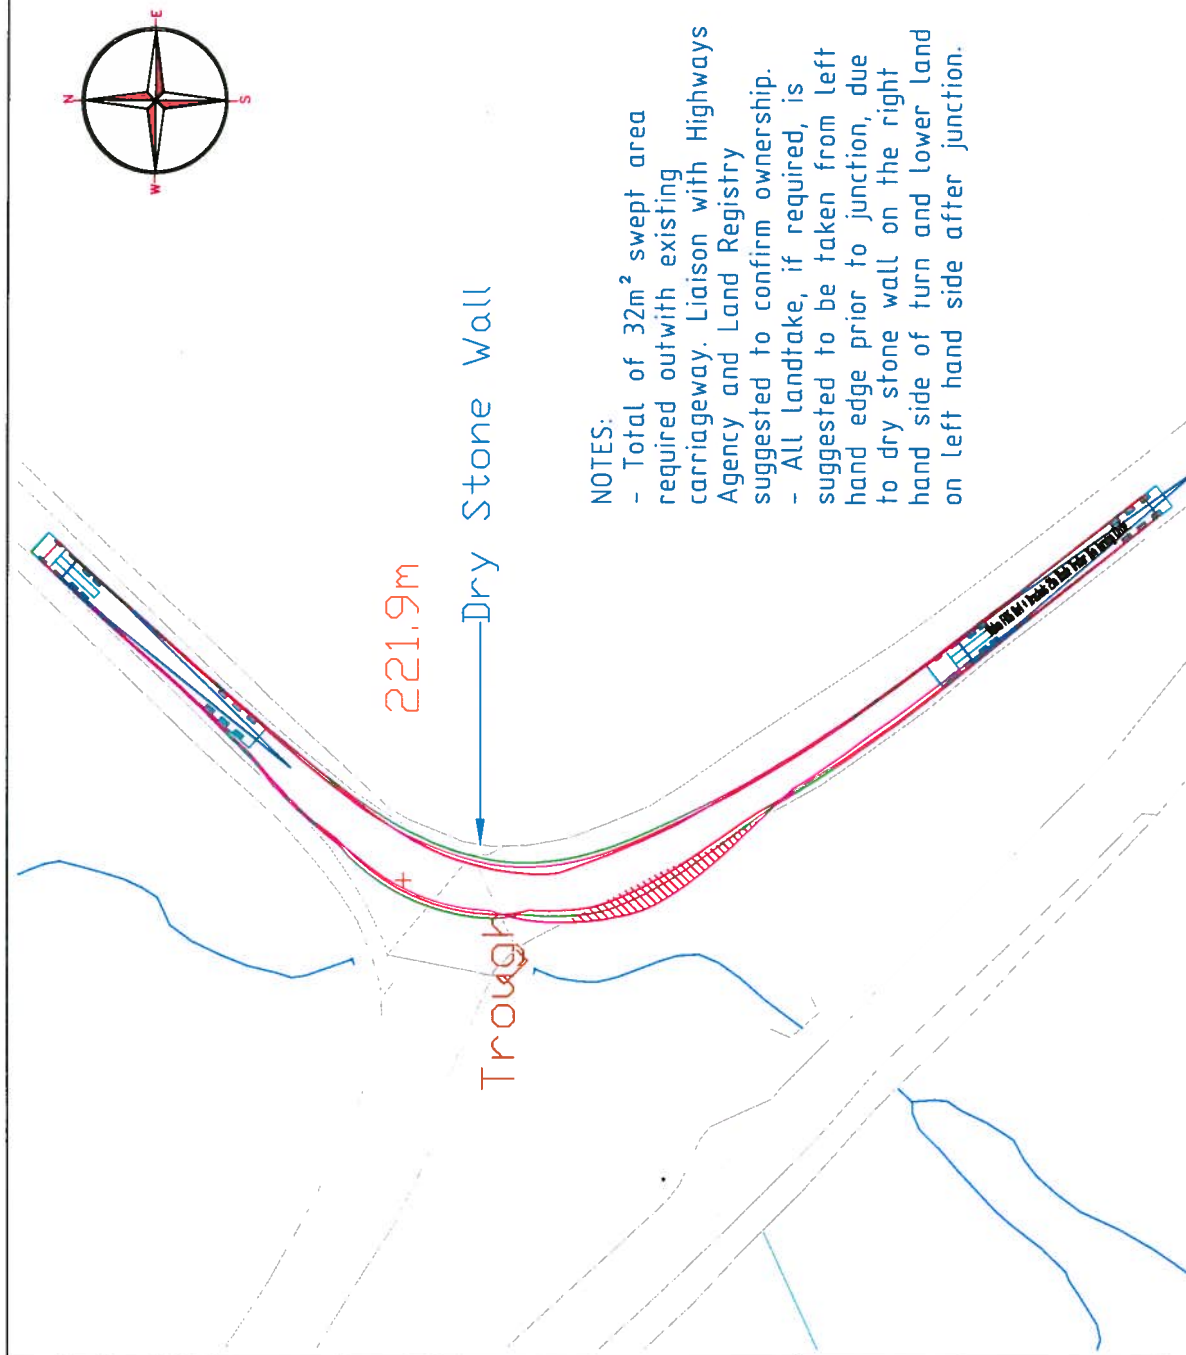 N
E
S
W
221.9m
Dry Stone Wall
Trough
NOTES:
- Total of 32m² swept area
required outwith existing
carriageway. Liaison with Highways
Agency and Land Registry
suggested to confirm ownership.
- All landtake, if required, is
suggested to be taken from left
hand edge prior to junction, due
to dry stone wall on the right
hand side of turn and lower land
on left hand side after junction.